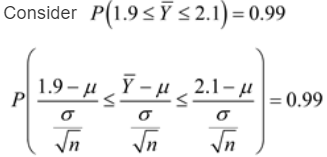 Consider P(1.9 ≤ Y̅ ≤ 2.1) = 0.99
P( (1.9 − μ)/(σ/√n) ≤ (Y̅ − μ)/(σ/√n) ≤ (2.1 − μ)/(σ/√n) ) = 0.99